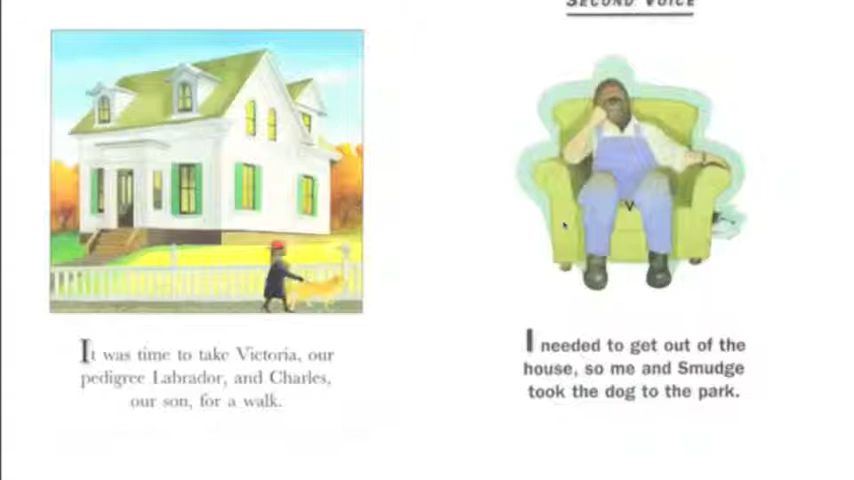 SECOND VOICE
It was time to take Victoria, our
pedigree Labrador, and Charles,
our son, for a walk.
I needed to get out of the
house, so me and Smudge
took the dog to the park.